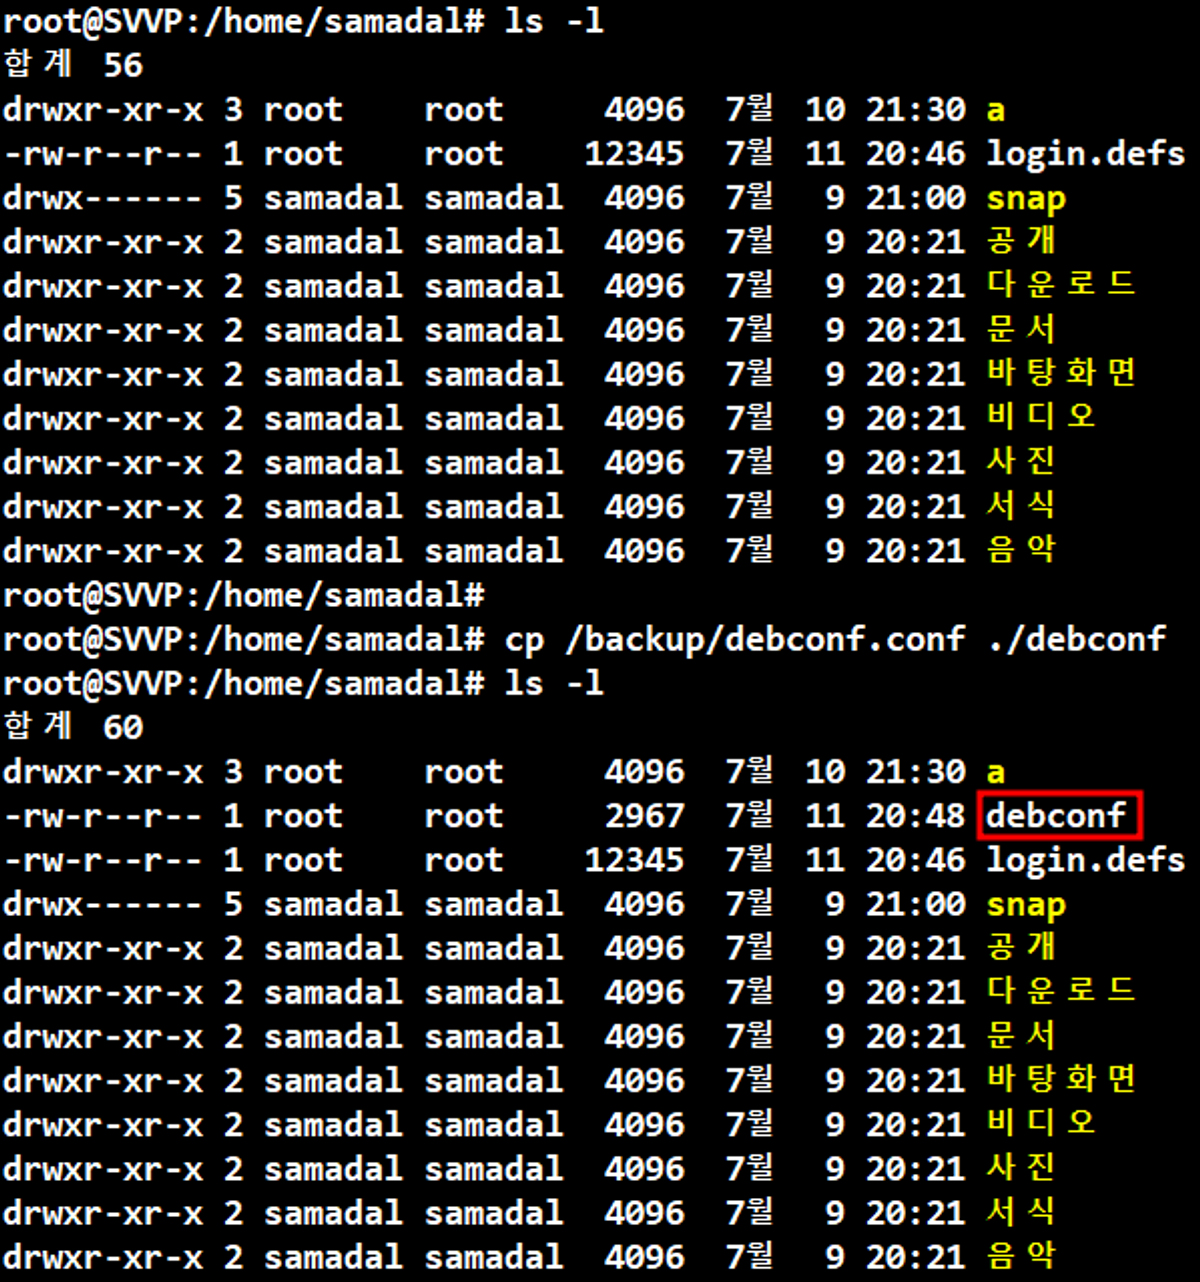 root@SVVP:/home/samadal# ls -l
합계 56
drwxr-xr-x 3 root    root     4096  7월  10 21:30 a
-rw-r--r-- 1 root    root    12345  7월  11 20:46 login.defs
drwx------ 5 samadal samadal  4096  7월   9 21:00 snap
drwxr-xr-x 2 samadal samadal  4096  7월   9 20:21 공개
drwxr-xr-x 2 samadal samadal  4096  7월   9 20:21 다운로드
drwxr-xr-x 2 samadal samadal  4096  7월   9 20:21 문서
drwxr-xr-x 2 samadal samadal  4096  7월   9 20:21 바탕화면
drwxr-xr-x 2 samadal samadal  4096  7월   9 20:21 비디오
drwxr-xr-x 2 samadal samadal  4096  7월   9 20:21 사진
drwxr-xr-x 2 samadal samadal  4096  7월   9 20:21 서식
drwxr-xr-x 2 samadal samadal  4096  7월   9 20:21 음악
root@SVVP:/home/samadal#
root@SVVP:/home/samadal# cp /backup/debconf.conf ./debconf
root@SVVP:/home/samadal# ls -l
합계 60
drwxr-xr-x 3 root    root     4096  7월  10 21:30 a
-rw-r--r-- 1 root    root     2967  7월  11 20:48 debconf
-rw-r--r-- 1 root    root    12345  7월  11 20:46 login.defs
drwx------ 5 samadal samadal  4096  7월   9 21:00 snap
drwxr-xr-x 2 samadal samadal  4096  7월   9 20:21 공개
drwxr-xr-x 2 samadal samadal  4096  7월   9 20:21 다운로드
drwxr-xr-x 2 samadal samadal  4096  7월   9 20:21 문서
drwxr-xr-x 2 samadal samadal  4096  7월   9 20:21 바탕화면
drwxr-xr-x 2 samadal samadal  4096  7월   9 20:21 비디오
drwxr-xr-x 2 samadal samadal  4096  7월   9 20:21 사진
drwxr-xr-x 2 samadal samadal  4096  7월   9 20:21 서식
drwxr-xr-x 2 samadal samadal  4096  7월   9 20:21 음악